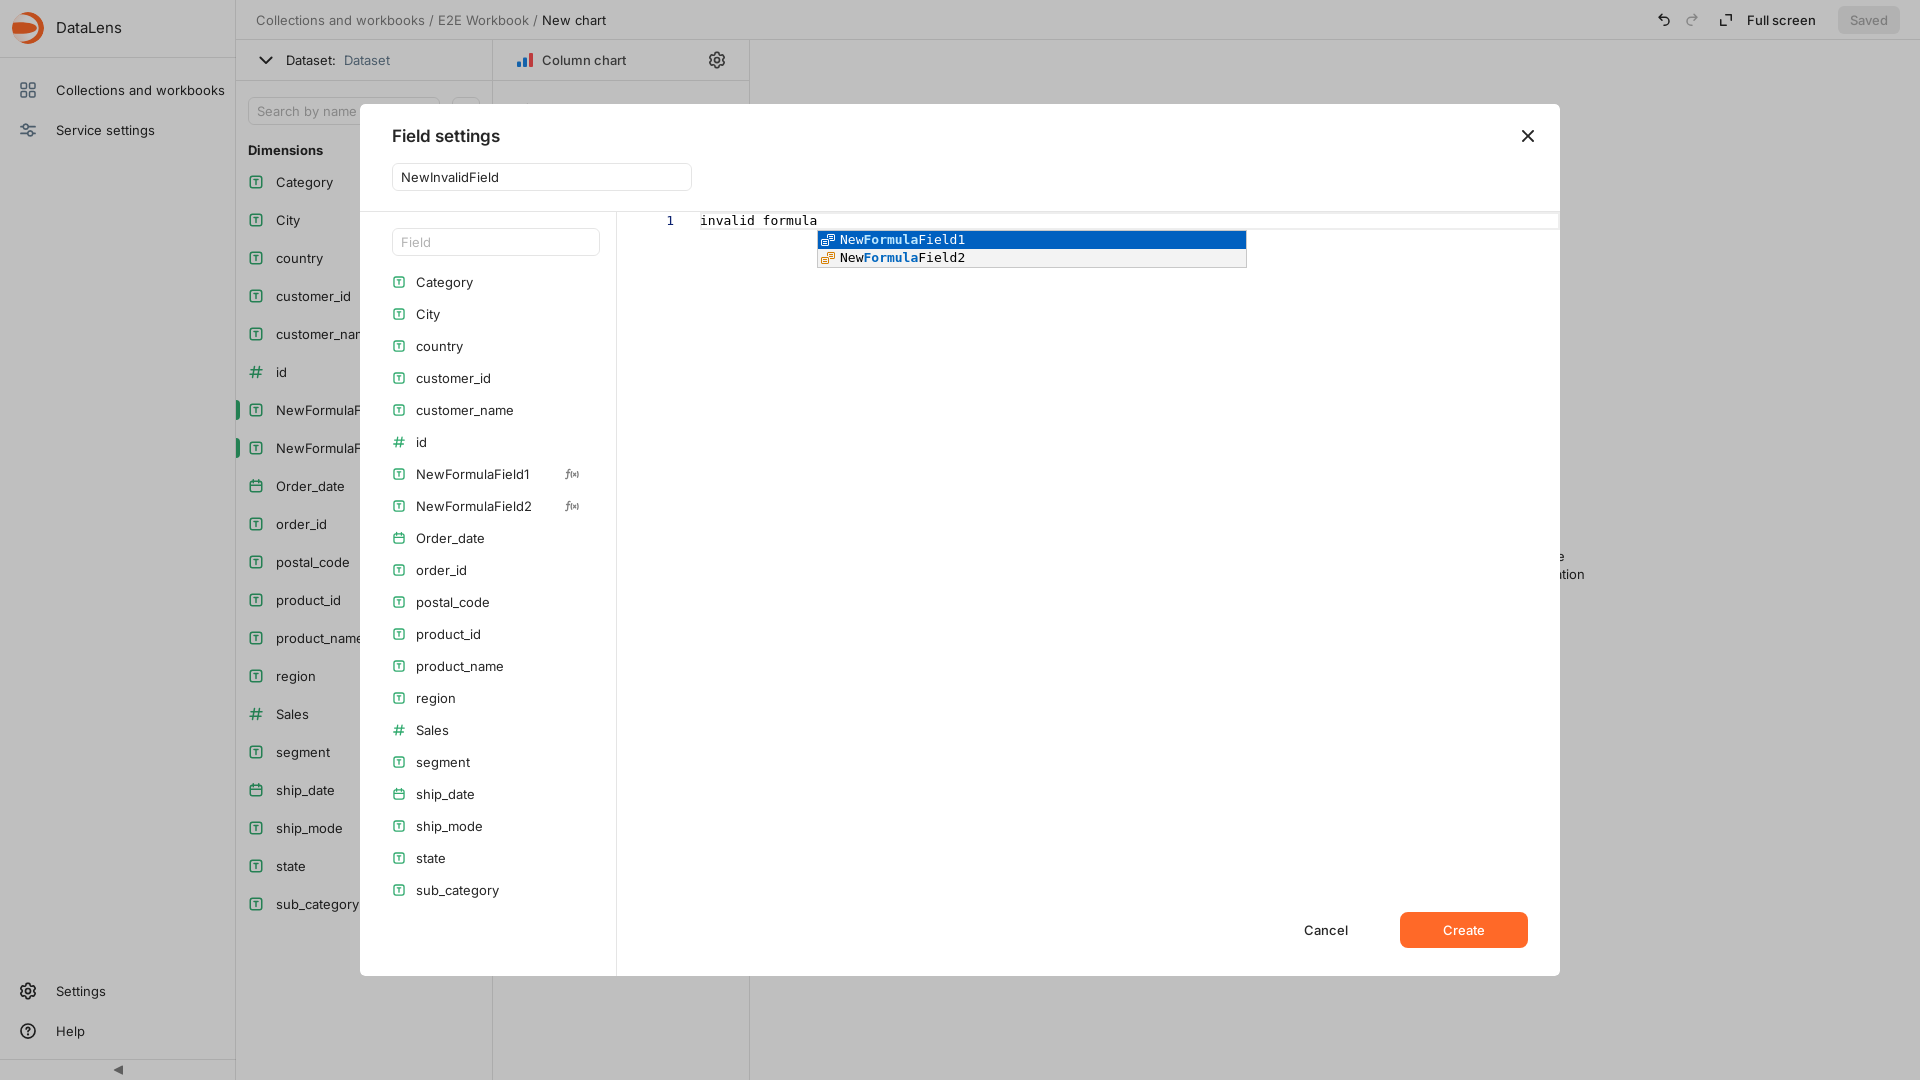 DataLens
Collections and workbooks / E2E Workbook / New chart
Full screen
Saved
Collections and workbooks
Service settings
Settings
Help
Dataset: Dataset
Column chart
Search by name
Dimensions
Category
City
country
customer_id
customer_nam
id
NewFormulaF
NewFormulaF
Order_date
order_id
postal_code
product_id
product_name
region
Sales
segment
ship_date
ship_mode
state
sub_category
Field settings
NewInvalidField
Field
Category
City
country
customer_id
customer_name
id
NewFormulaField1 ƒ(x)
NewFormulaField2 ƒ(x)
Order_date
order_id
postal_code
product_id
product_name
region
Sales
segment
ship_date
ship_mode
state
sub_category
1 invalid formula
NewFormulaField1
NewFormulaField2
Cancel
Create